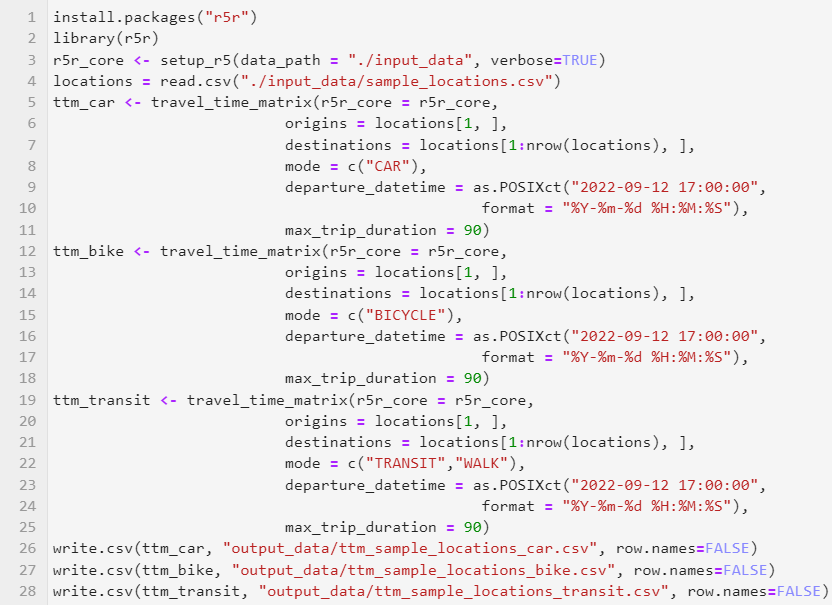 1 install.packages("r5r")
2 library(r5r)
3 r5r_core <- setup_r5(data_path = "./input_data", verbose=TRUE)
4 locations = read.csv("./input_data/sample_locations.csv")
5 ttm_car <- travel_time_matrix(r5r_core = r5r_core,
6                           origins = locations[1, ],
7                           destinations = locations[1:nrow(locations), ],
8                           mode = c("CAR"),
9                           departure_datetime = as.POSIXct("2022-09-12 17:00:00",
10                                                format = "%Y-%m-%d %H:%M:%S"),
11                          max_trip_duration = 90)
12 ttm_bike <- travel_time_matrix(r5r_core = r5r_core,
13                          origins = locations[1, ],
14                          destinations = locations[1:nrow(locations), ],
15                          mode = c("BICYCLE"),
16                          departure_datetime = as.POSIXct("2022-09-12 17:00:00",
17                                                format = "%Y-%m-%d %H:%M:%S"),
18                          max_trip_duration = 90)
19 ttm_transit <- travel_time_matrix(r5r_core = r5r_core,
20                          origins = locations[1, ],
21                          destinations = locations[1:nrow(locations), ],
22                          mode = c("TRANSIT","WALK"),
23                          departure_datetime = as.POSIXct("2022-09-12 17:00:00",
24                                                format = "%Y-%m-%d %H:%M:%S"),
25                          max_trip_duration = 90)
26 write.csv(ttm_car, "output_data/ttm_sample_locations_car.csv", row.names=FALSE)
27 write.csv(ttm_bike, "output_data/ttm_sample_locations_bike.csv", row.names=FALSE)
28 write.csv(ttm_transit, "output_data/ttm_sample_locations_transit.csv", row.names=FALSE)